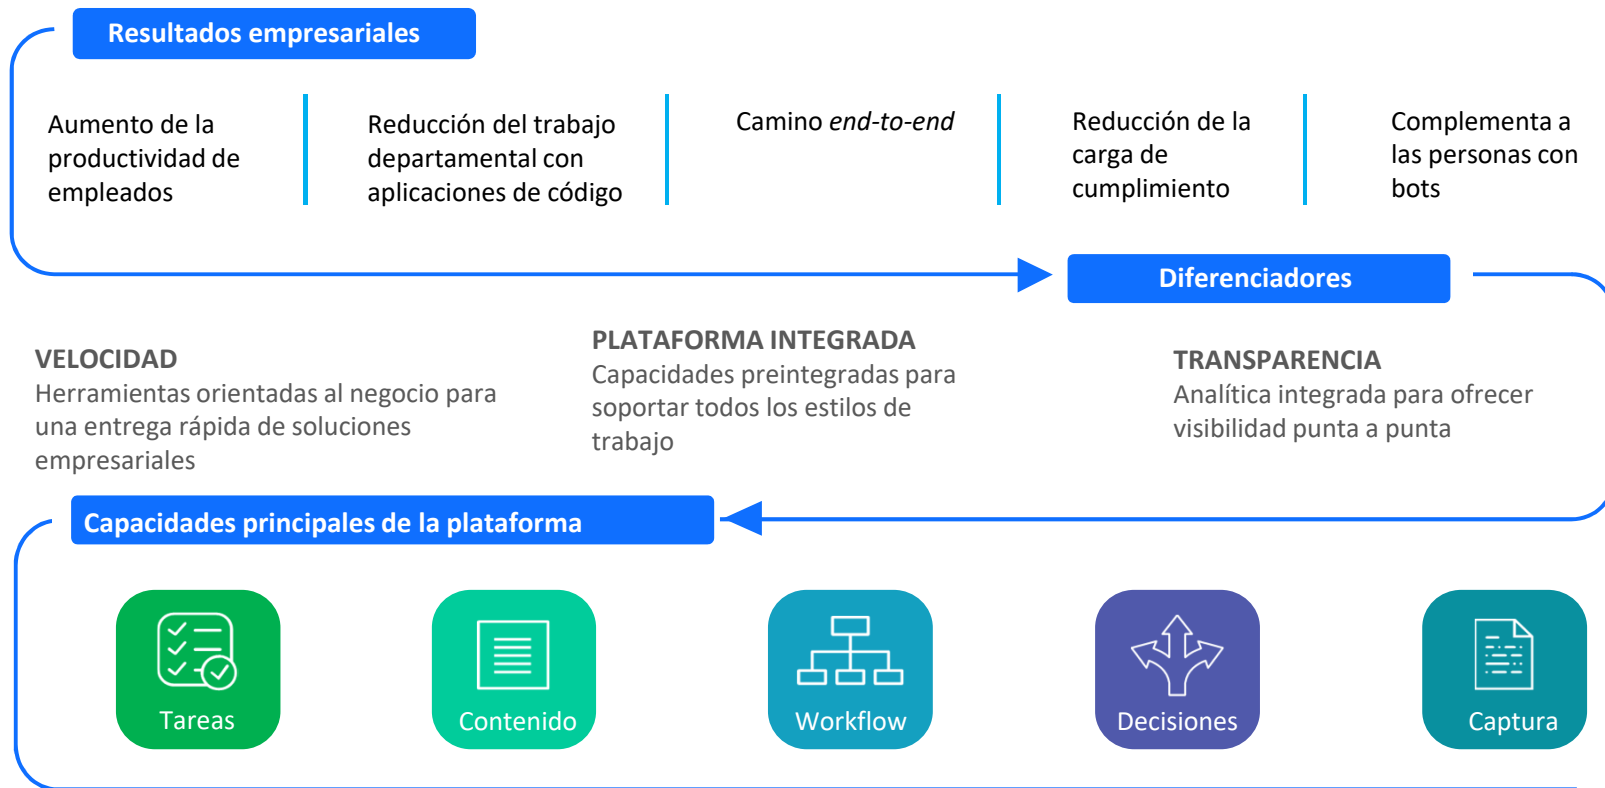 Resultados empresariales
Aumento de la
productividad de
empleados
Reducción del trabajo
departamental con
aplicaciones de código
Camino end-to-end
Reducción de la
carga de
cumplimiento
Complementa a
las personas con
bots
Diferenciadores
VELOCIDAD
Herramientas orientadas al negocio para
una entrega rápida de soluciones
empresariales
PLATAFORMA INTEGRADA
Capacidades preintegradas para
soportar todos los estilos de
trabajo
TRANSPARENCIA
Analítica integrada para ofrecer
visibilidad punta a punta
Capacidades principales de la plataforma
Tareas
Contenido
Workflow
Decisiones
Captura